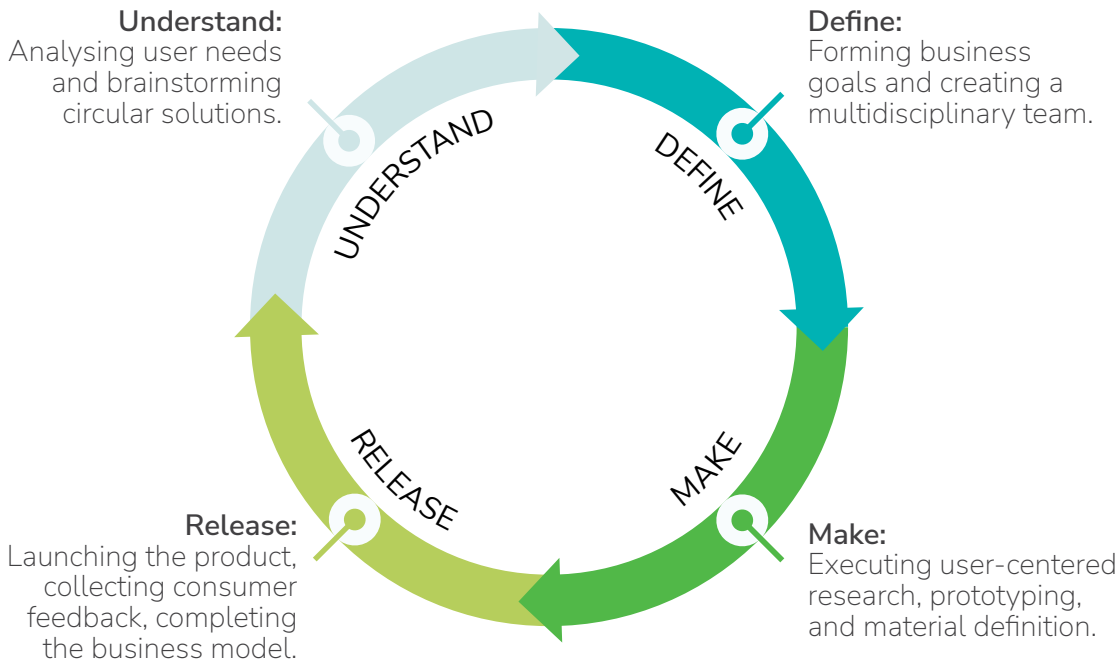 Understand:
Analysing user needs
and brainstorming
circular solutions.
Define:
Forming business
goals and creating a
multidisciplinary team.
UNDERSTAND
DEFINE
RELEASE
MAKE
Release:
Launching the product,
collecting consumer
feedback, completing
the business model.
Make:
Executing user-centered
research, prototyping,
and material definition.